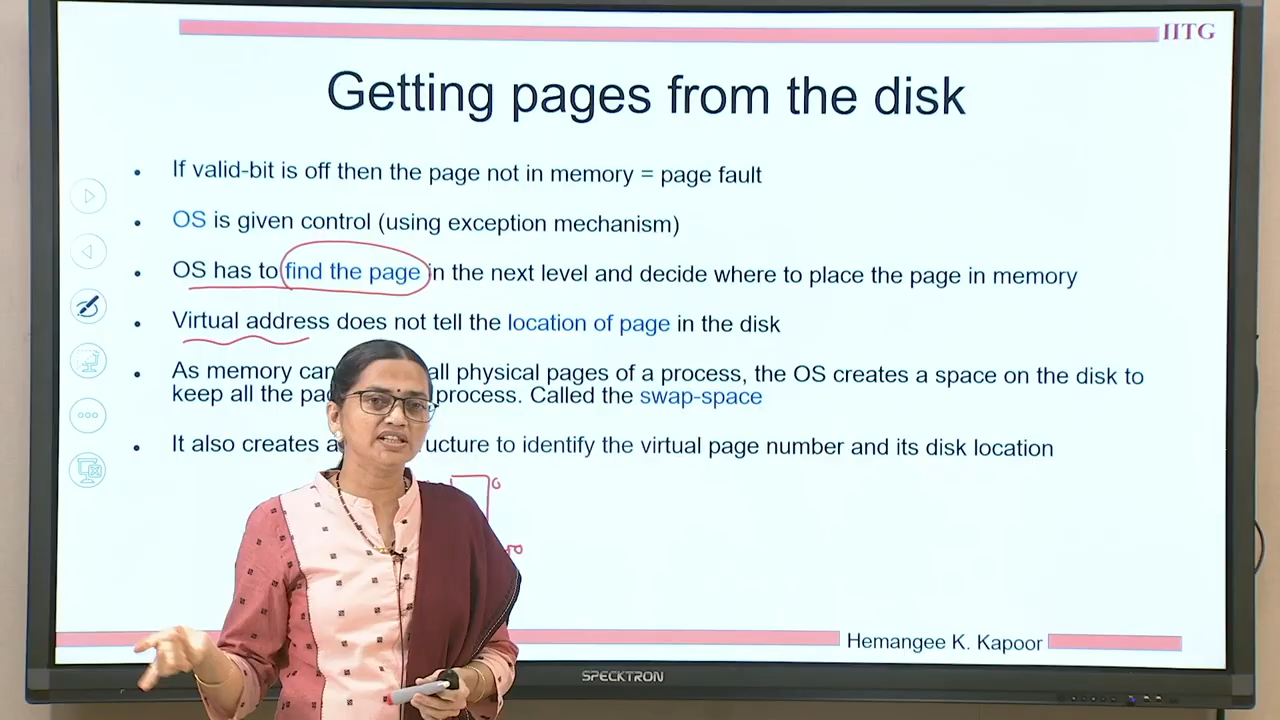 IITG
Getting pages from the disk
• If valid-bit is off then the page not in memory = page fault
• OS is given control (using exception mechanism)
• OS has to find the page in the next level and decide where to place the page in memory
• Virtual address does not tell the location of page in the disk
• As memory can all physical pages of a process, the OS creates a space on the disk to
keep all the process. Called the swap-space
• It also creates a to identify the virtual page number and its disk location
0
Hemangee K. Kapoor
SPECKTRON